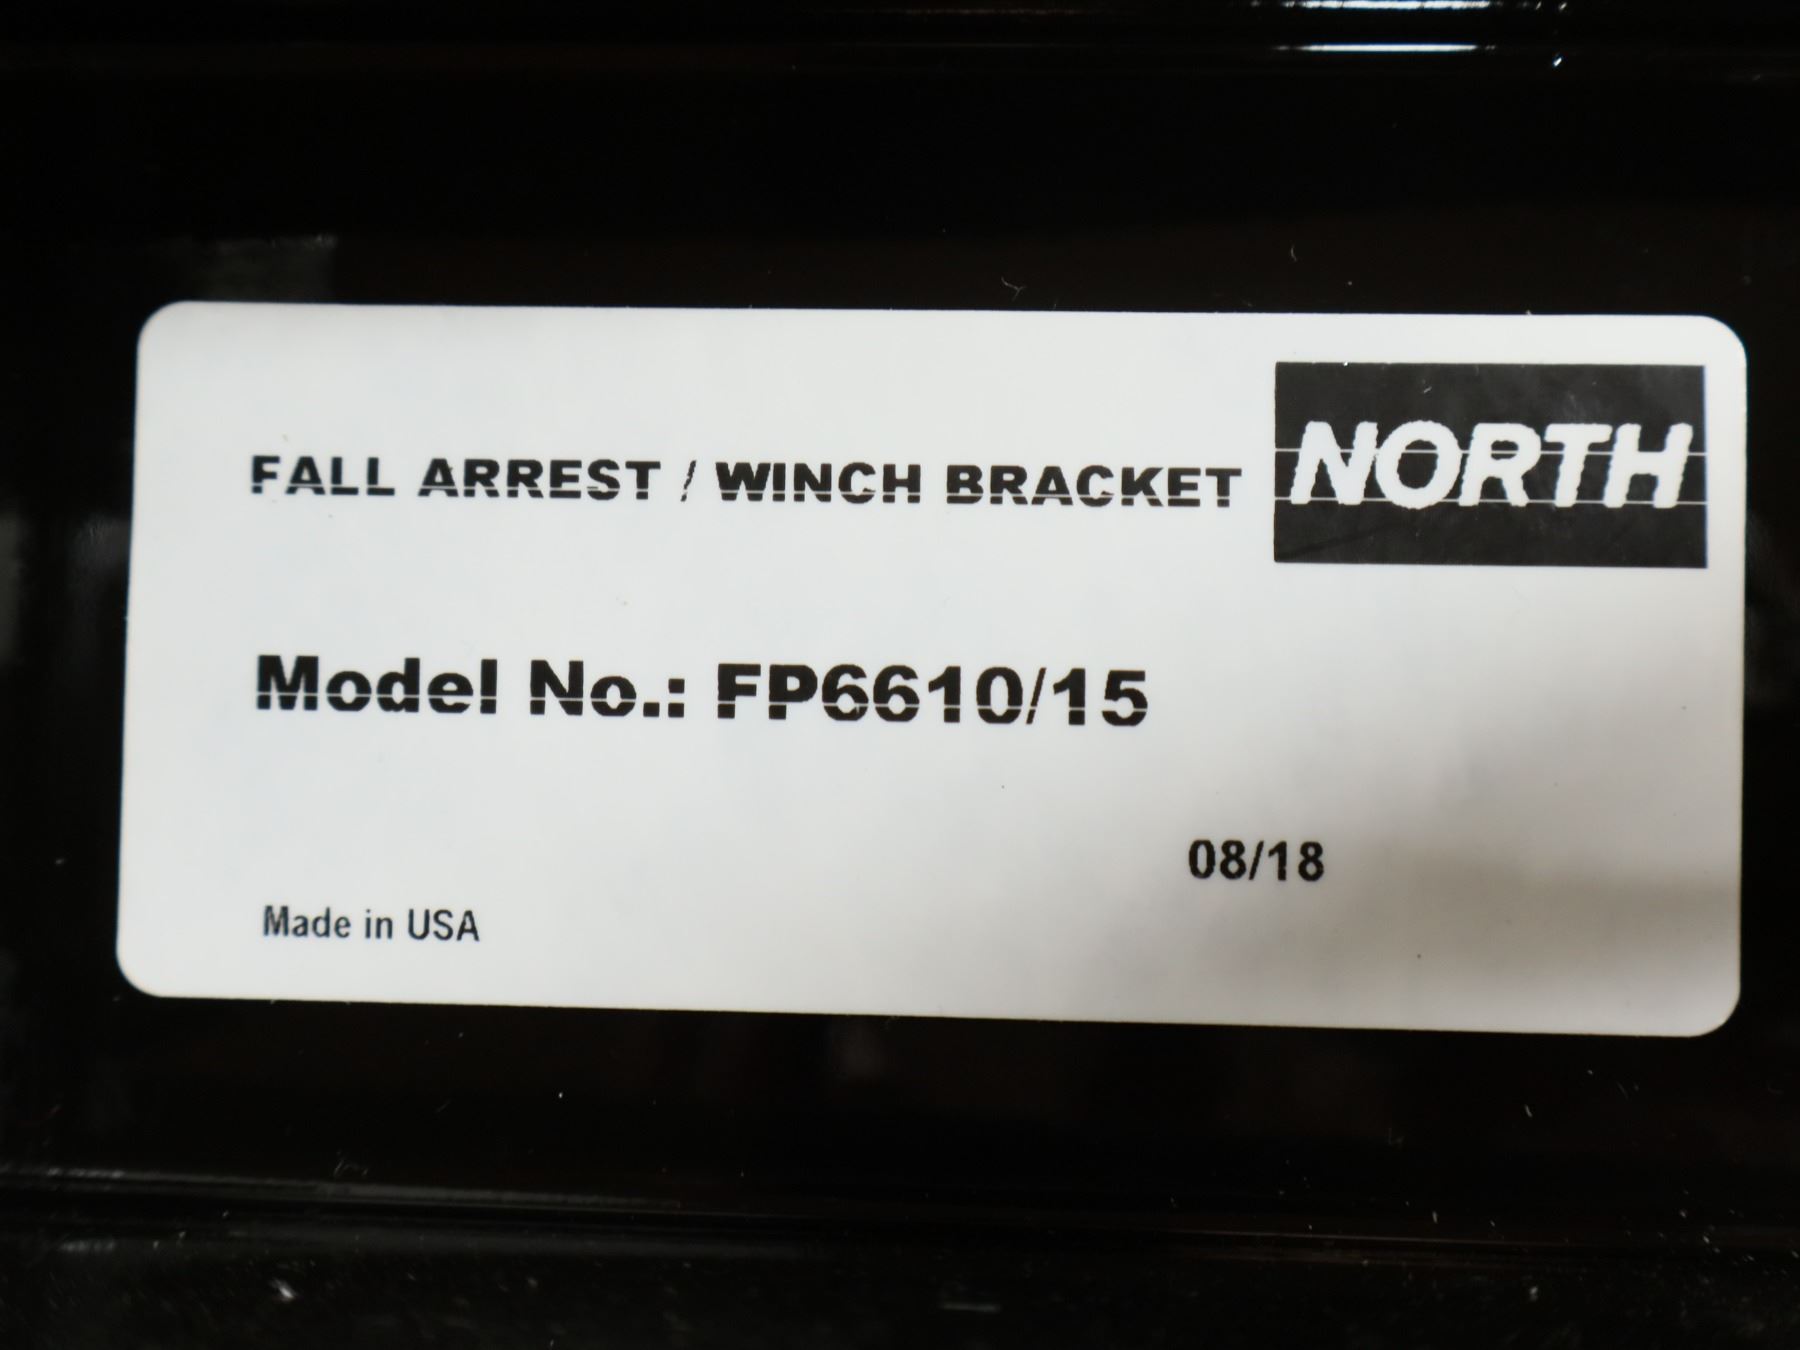 FALL ARREST / WINCH BRACKET
NORTH
Model No.: FP6610/15
08/18
Made in USA